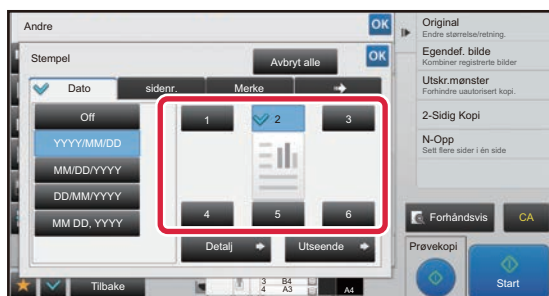 Andre
OK
Stempel
Avbryt alle
OK
Dato
sidenr.
Merke
Off
YYYY/MM/DD
MM/DD/YYYY
DD/MM/YYYY
MM DD, YYYY
1
2
3
4
5
6
Detalj
Utseende
Tilbake
3 B4
4 A3
A4
Original
Endre størrelse/retning.
Egendef. bilde
Kombiner registrerte bilder
Utskr.mønster
Forhindre uautorisert kopi.
2-Sidig Kopi
N-Opp
Sett flere sider i én side
Forhåndsvis
CA
Prøvekopi
Start